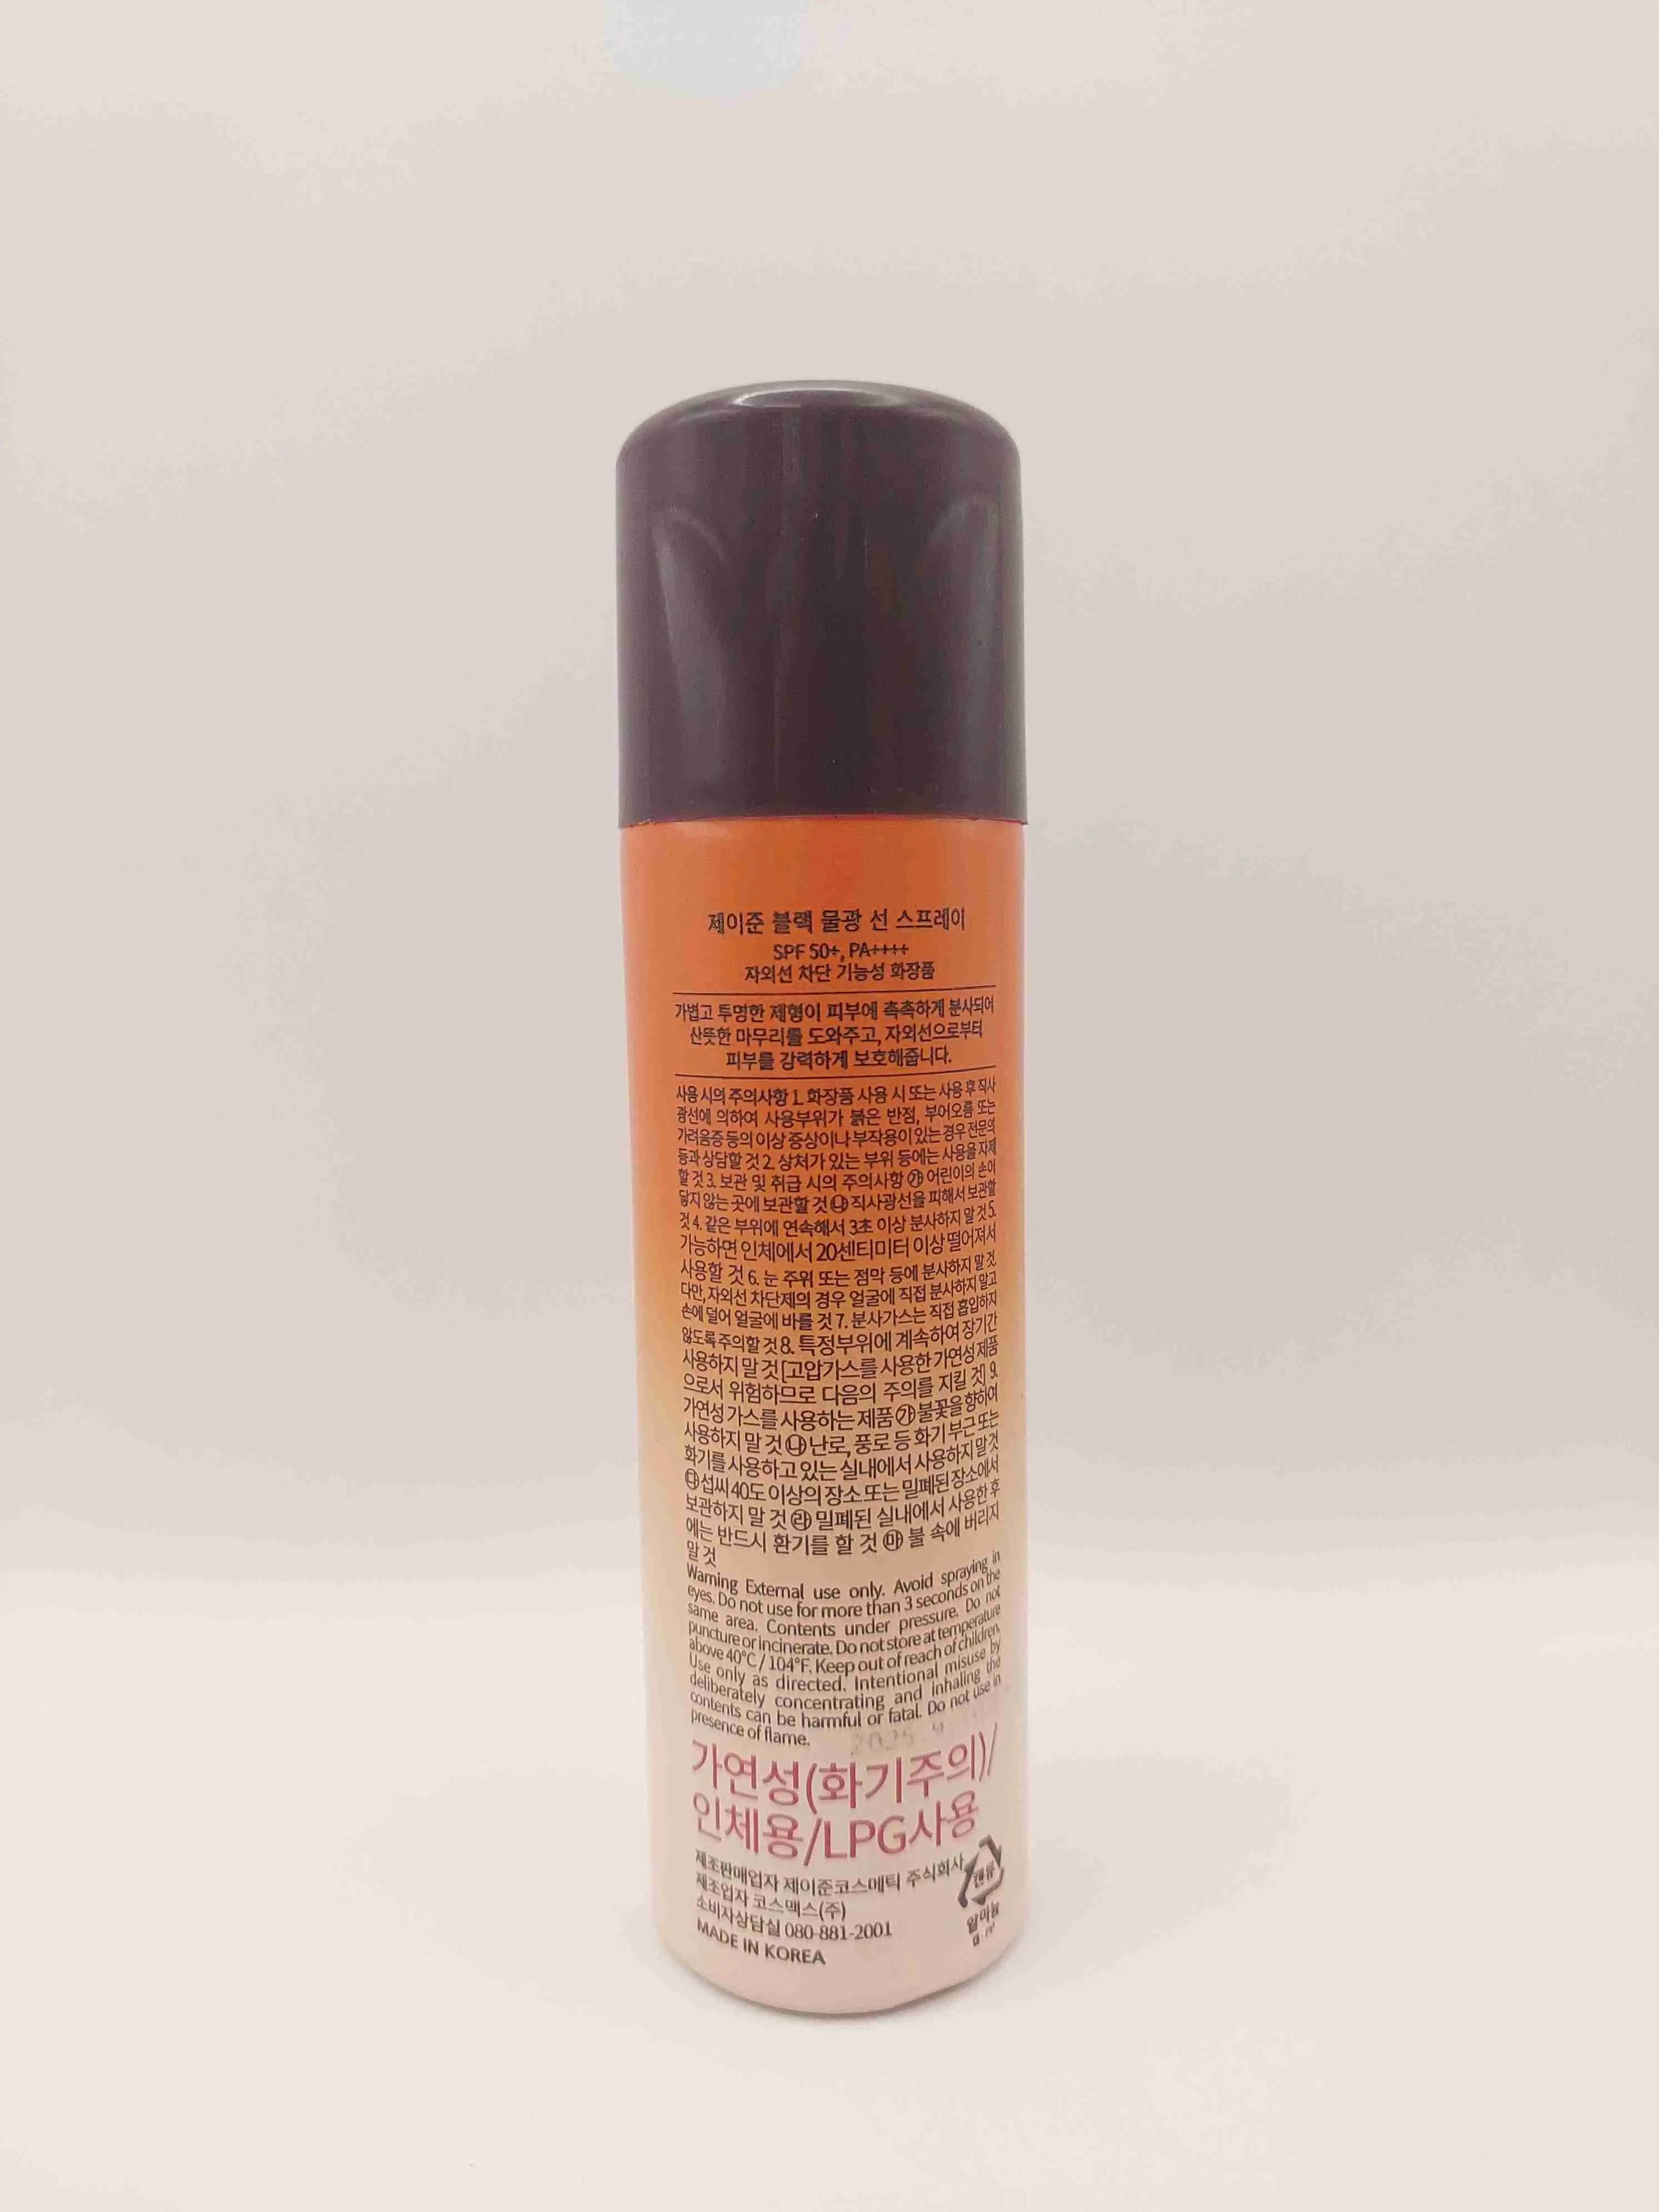 제이준 블랙 물광 선 스프레이
SPF 50+, PA++++
자외선 차단 기능성 화장품
가볍고 투명한 제형이 피부에 촉촉하게 분사되어
산뜻한 마무리를 도와주고, 자외선으로부터
피부를 강력하게 보호해줍니다.
사용 시의 주의사항 1. 화장품 사용 시 또는 사용 후 직사
광선에 의하여 사용부위가 붉은 반점, 부어오름 또는
가려움증 등의 이상 증상이나 부작용이 있는 경우 전문의
등과 상담할 것 2. 상처가 있는 부위 등에는 사용을 자제
할 것 3. 보관 및 취급 시의 주의사항 ㉮ 어린이의 손이
닿지 않는 곳에 보관할 것 ㉯ 직사광선을 피해서 보관할
것 4. 같은 부위에 연속해서 3초 이상 분사하지 말 것 5.
가능하면 인체에서 20센티미터 이상 떨어져서
사용할 것 6. 눈 주위 또는 점막 등에 분사하지 말 것.
다만, 자외선 차단제의 경우 얼굴에 직접 분사하지 말고
손에 덜어 얼굴에 바를 것 7. 분사가스는 직접 흡입하지
않도록 주의할 것 8. 특정부위에 계속하여 장기간
사용하지 말 것 [고압가스를 사용한 가연성 제품
으로서 위험하므로 다음의 주의를 지킬 것] 9.
가연성 가스를 사용하는 제품 ㉮ 불꽃을 향하여
사용하지 말 것 ㉯ 난로, 풍로 등 화기 부근 또는
화기를 사용하고 있는 실내에서 사용하지 말 것
㉰ 섭씨 40도 이상의 장소 또는 밀폐된 장소에서
보관하지 말 것 ㉱ 밀폐된 실내에서 사용한 후
에는 반드시 환기를 할 것 ㉲ 불 속에 버리지
말 것
Warning External use only. Avoid spraying in
eyes. Do not use for more than 3 seconds on the
same area. Contents under pressure. Do not
puncture or incinerate. Do not store at temperature
above 40°C / 104°F. Keep out of reach of children.
Use only as directed. Intentional misuse by
deliberately concentrating and inhaling the
contents can be harmful or fatal. Do not use in
presence of flame.
가연성(화기주의)/
인체용/LPG사용
제조판매업자 제이준코스메틱 주식회사
제조업자 코스맥스(주)
소비자상담실 080-881-2001
MADE IN KOREA
캔류
알미늄